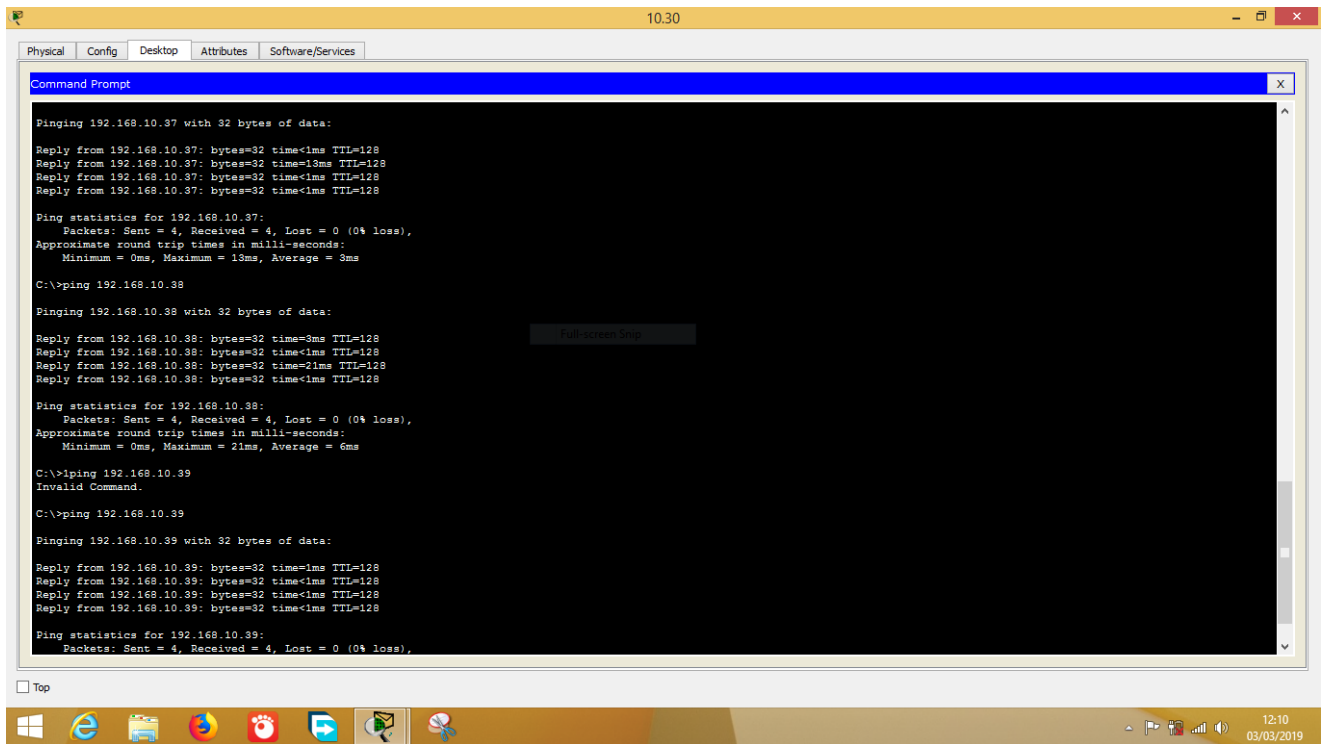 10.30
Physical Config Desktop Attributes Software/Services
Command Prompt
X
Pinging 192.168.10.37 with 32 bytes of data:
Reply from 192.168.10.37: bytes=32 time<1ms TTL=128
Reply from 192.168.10.37: bytes=32 time=13ms TTL=128
Reply from 192.168.10.37: bytes=32 time<1ms TTL=128
Reply from 192.168.10.37: bytes=32 time<1ms TTL=128
Ping statistics for 192.168.10.37:
Packets: Sent = 4, Received = 4, Lost = 0 (0% loss),
Approximate round trip times in milli-seconds:
Minimum = 0ms, Maximum = 13ms, Average = 3ms
C:\>ping 192.168.10.38
Pinging 192.168.10.38 with 32 bytes of data:
Full-screen Snip
Reply from 192.168.10.38: bytes=32 time=3ms TTL=128
Reply from 192.168.10.38: bytes=32 time<1ms TTL=128
Reply from 192.168.10.38: bytes=32 time=21ms TTL=128
Reply from 192.168.10.38: bytes=32 time<1ms TTL=128
Ping statistics for 192.168.10.38:
Packets: Sent = 4, Received = 4, Lost = 0 (0% loss),
Approximate round trip times in milli-seconds:
Minimum = 0ms, Maximum = 21ms, Average = 6ms
C:\>1ping 192.168.10.39
Invalid Command.
C:\>ping 192.168.10.39
Pinging 192.168.10.39 with 32 bytes of data:
Reply from 192.168.10.39: bytes=32 time=1ms TTL=128
Reply from 192.168.10.39: bytes=32 time<1ms TTL=128
Reply from 192.168.10.39: bytes=32 time<1ms TTL=128
Reply from 192.168.10.39: bytes=32 time<1ms TTL=128
Ping statistics for 192.168.10.39:
Packets: Sent = 4, Received = 4, Lost = 0 (0% loss),
Top
12:10
03/03/2019